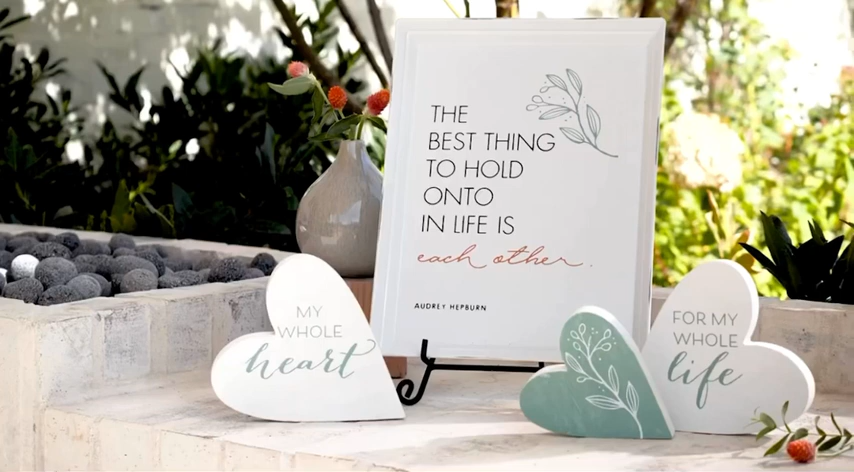 THE
BEST THING
TO HOLD
ONTO
IN LIFE IS
each other.
AUDREY HEPBURN
MY
WHOLE
heart
FOR MY
WHOLE
life